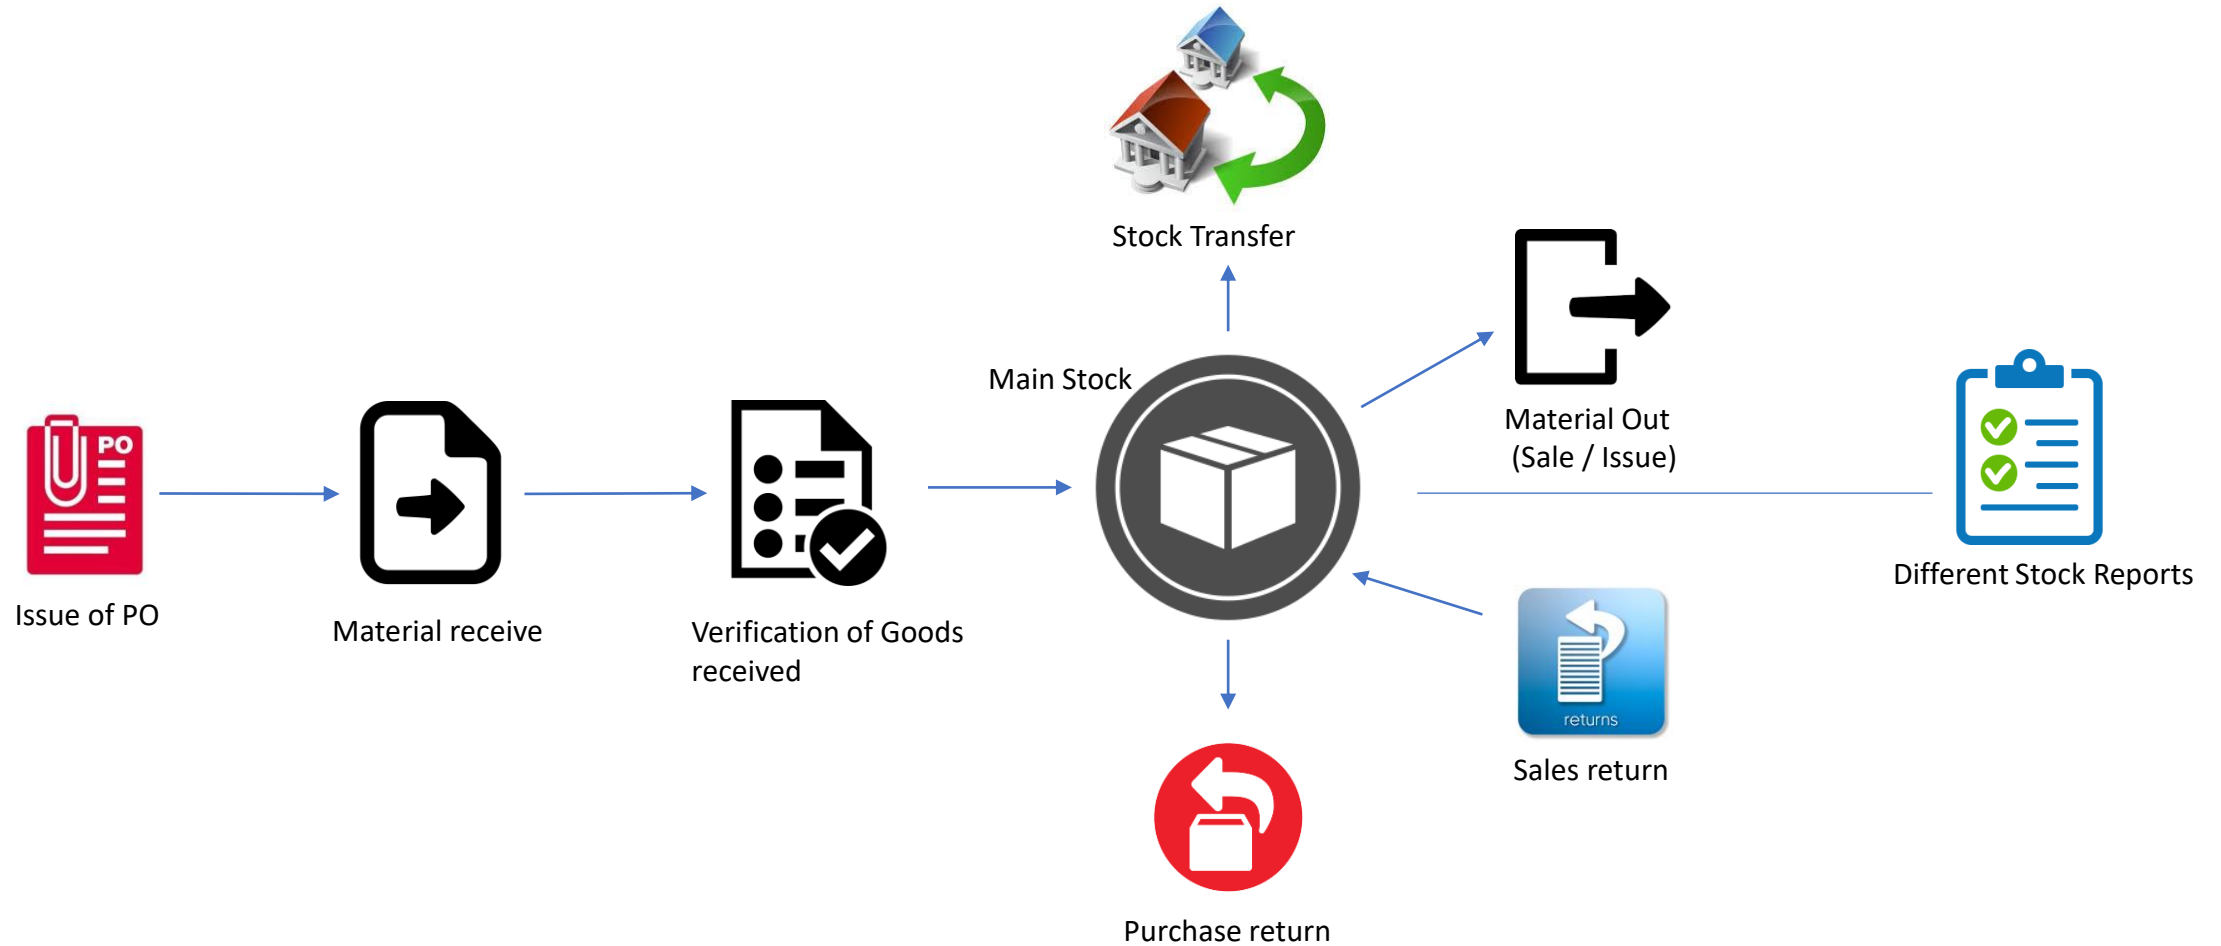 Stock Transfer
Main Stock
Material Out
(Sale / Issue)
PO
Different Stock Reports
Issue of PO
Material receive
Verification of Goods
received
returns
Sales return
Purchase return